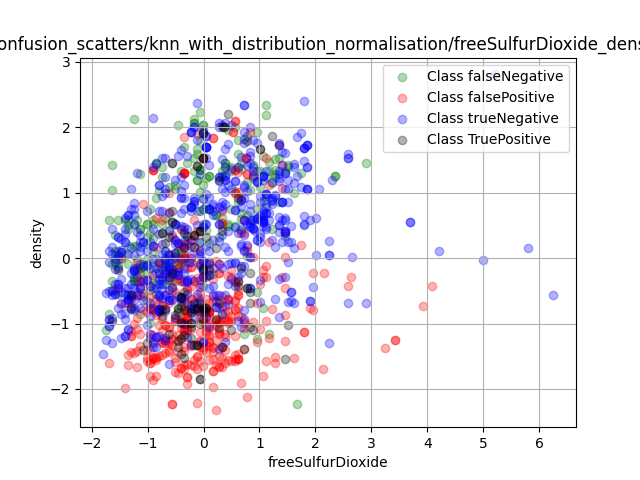 onfusion_scatters/knn_with_distribution_normalisation/freeSulfurDioxide_dens
Class falseNegative
Class falsePositive
Class trueNegative
Class TruePositive
density
3
2
1
0
−1
−2
−2 −1 0 1 2 3 4 5 6
freeSulfurDioxide